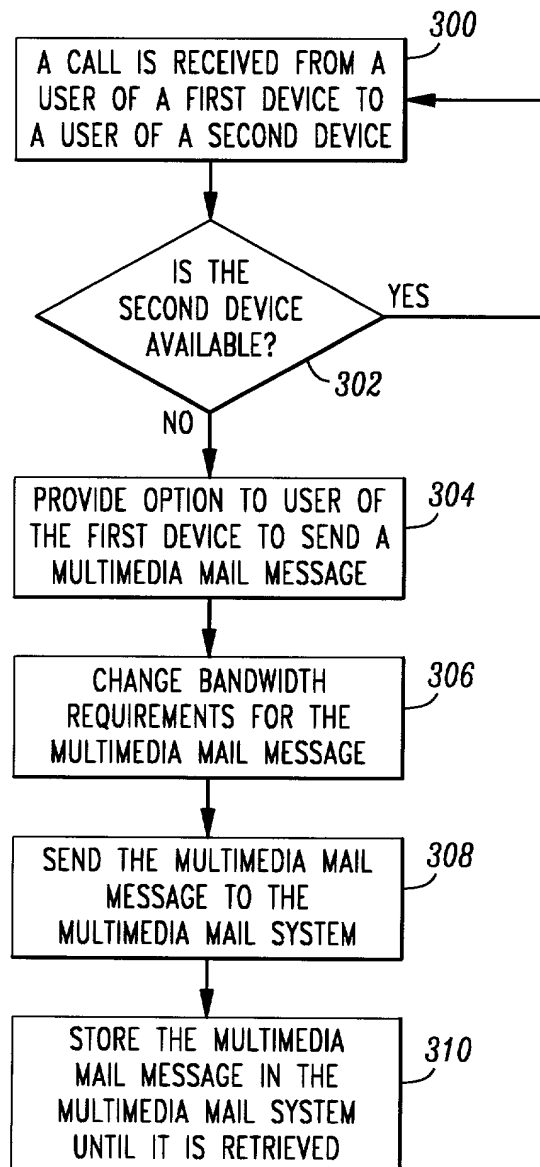 300
A CALL IS RECEIVED FROM A
USER OF A FIRST DEVICE TO
A USER OF A SECOND DEVICE
IS THE
SECOND DEVICE
AVAILABLE?
YES
302
NO
304
PROVIDE OPTION TO USER OF
THE FIRST DEVICE TO SEND A
MULTIMEDIA MAIL MESSAGE
306
CHANGE BANDWIDTH
REQUIREMENTS FOR THE
MULTIMEDIA MAIL MESSAGE
308
SEND THE MULTIMEDIA MAIL
MESSAGE TO THE
MULTIMEDIA MAIL SYSTEM
310
STORE THE MULTIMEDIA
MAIL MESSAGE IN THE
MULTIMEDIA MAIL SYSTEM
UNTIL IT IS RETRIEVED